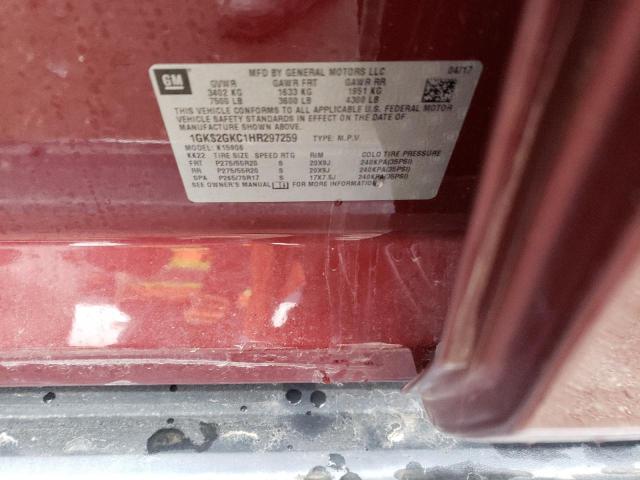 GM
MFD BY GENERAL MOTORS LLC 04/17
GVWR GAWR FRT GAWR RR
3402 KG 1633 KG 1951 KG
7500 LB 3600 LB 4300 LB
THIS VEHICLE CONFORMS TO ALL APPLICABLE U.S. FEDERAL MOTOR
VEHICLE SAFETY STANDARDS IN EFFECT ON THE DATE OF
MANUFACTURE SHOWN ABOVE.
1GKS2GKC1HR297259 TYPE: M.P.V.
MODEL: K15906
KK22 TIRE SIZE SPEED RTG RIM COLD TIRE PRESSURE
FRT P275/55R20 S 20X9J 240KPA(35PSI)
RR P275/55R20 S 20X9J 240KPA(35PSI)
SPA P265/70R17 S 17X7.5J 240KPA(35PSI)
SEE OWNER'S MANUAL FOR MORE INFORMATION